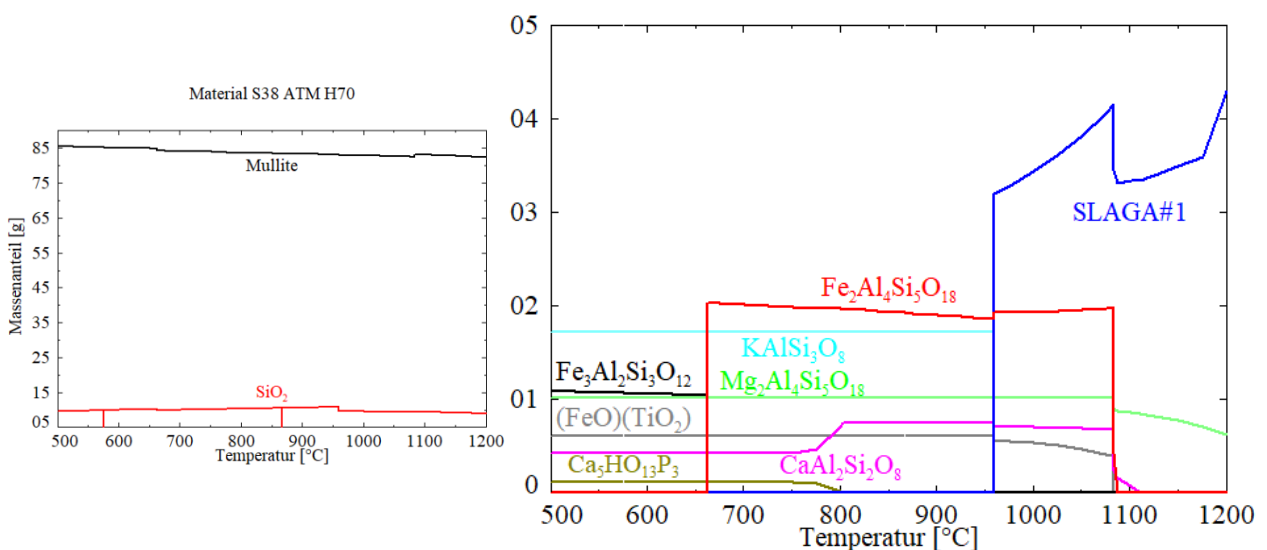 Material S38 ATM H70
Massenanteil [g]
85
75
65
55
45
35
25
15
05
Mullite
SiO₂
500 600 700 800 900 1000 1100 1200
Temperatur [°C]
05
04
03
02
01
0
SLAGA#1
Fe₂Al₄Si₅O₁₈
KAlSi₃O₈
Fe₃Al₂Si₃O₁₂
Mg₂Al₄Si₅O₁₈
(FeO)(TiO₂)
Ca₅HO₁₃P₃
CaAl₂Si₂O₈
500 600 700 800 900 1000 1100 1200
Temperatur [°C]